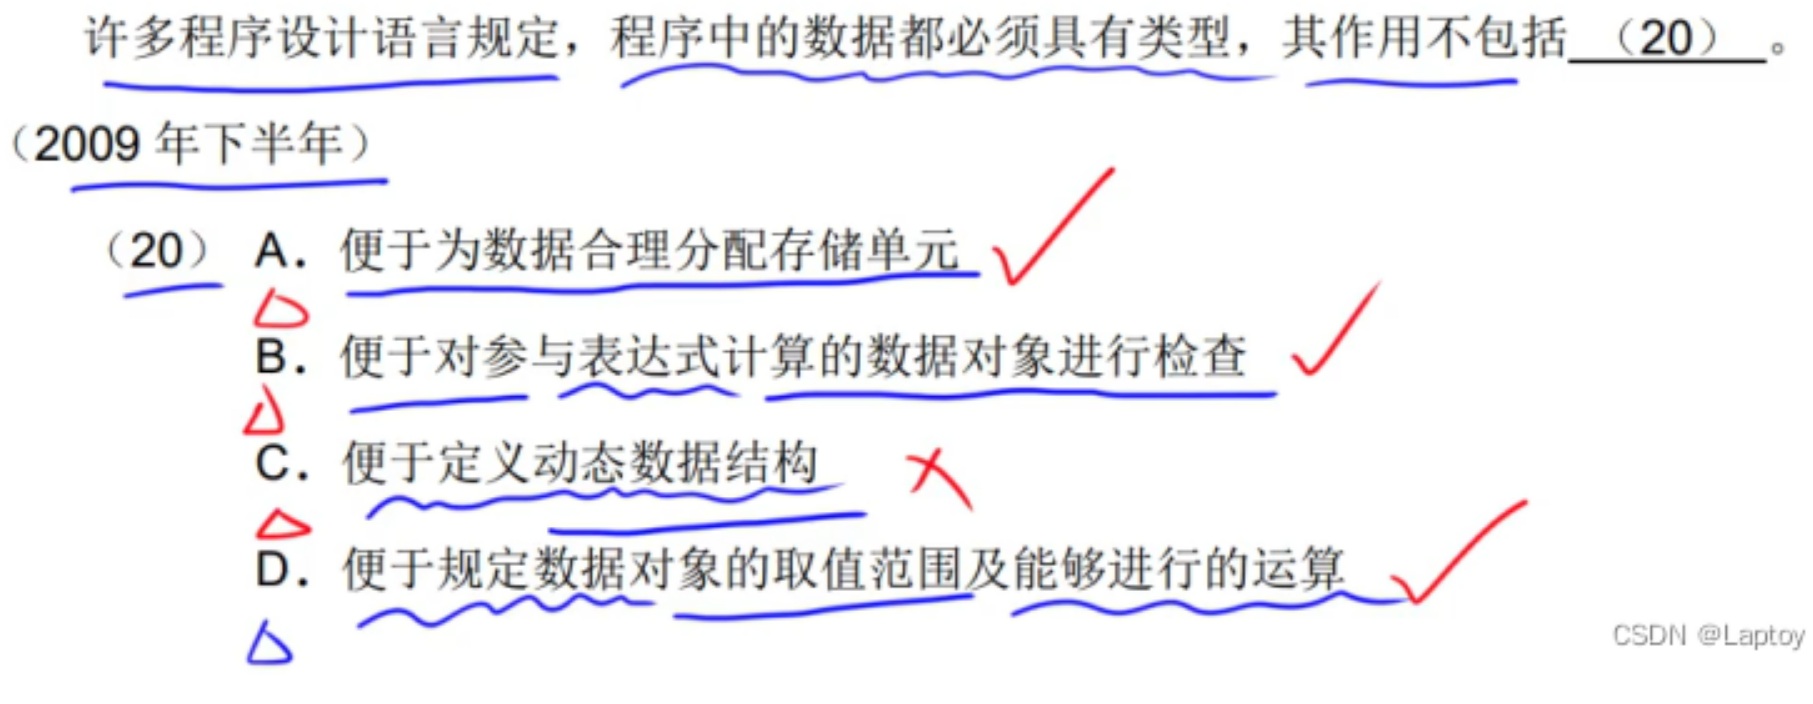 许多程序设计语言规定，程序中的数据都必须具有类型，其作用不包括 （20） 。
（2009 年下半年）
（20） A． 便于为数据合理分配存储单元
B． 便于对参与表达式计算的数据对象进行检查
C． 便于定义动态数据结构
D． 便于规定数据对象的取值范围及能够进行的运算
CSDN @Laptoy